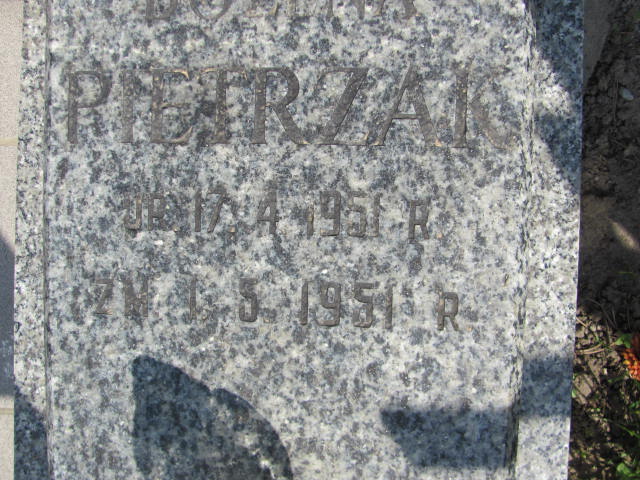 PIETRZAK
UR. 17. 4 1951 R.
ZM. 1. 5. 1951 R.